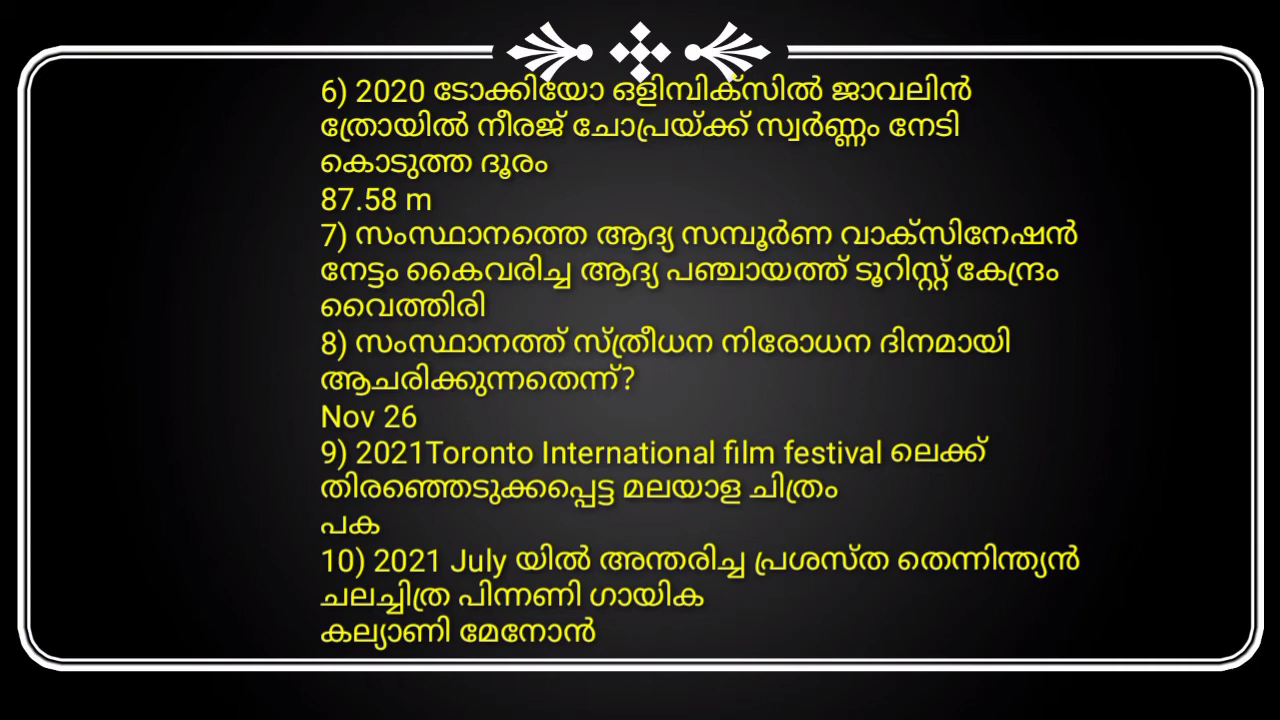 6) 2020 ടോക്കിയോ ഒളിമ്പിക്സിൽ ജാവലിൻ
ത്രോയിൽ നീരജ് ചോപ്രയ്ക്ക് സ്വർണ്ണം നേടി
കൊടുത്ത ദൂരം
87.58 m
7) സംസ്ഥാനത്തെ ആദ്യ സമ്പൂർണ വാക്സിനേഷൻ
നേട്ടം കൈവരിച്ച ആദ്യ പഞ്ചായത്ത് ടൂറിസ്റ്റ് കേന്ദ്രം
വൈത്തിരി
8) സംസ്ഥാനത്ത് സ്ത്രീധന നിരോധന ദിനമായി
ആചരിക്കുന്നതെന്ന്?
Nov 26
9) 2021Toronto International film festival ലെക്ക്
തിരഞ്ഞെടുക്കപ്പെട്ട മലയാള ചിത്രം
പക
10) 2021 July യിൽ അന്തരിച്ച പ്രശസ്ത തെന്നിന്ത്യൻ
ചലച്ചിത്ര പിന്നണി ഗായിക
കല്യാണി മേനോൻ